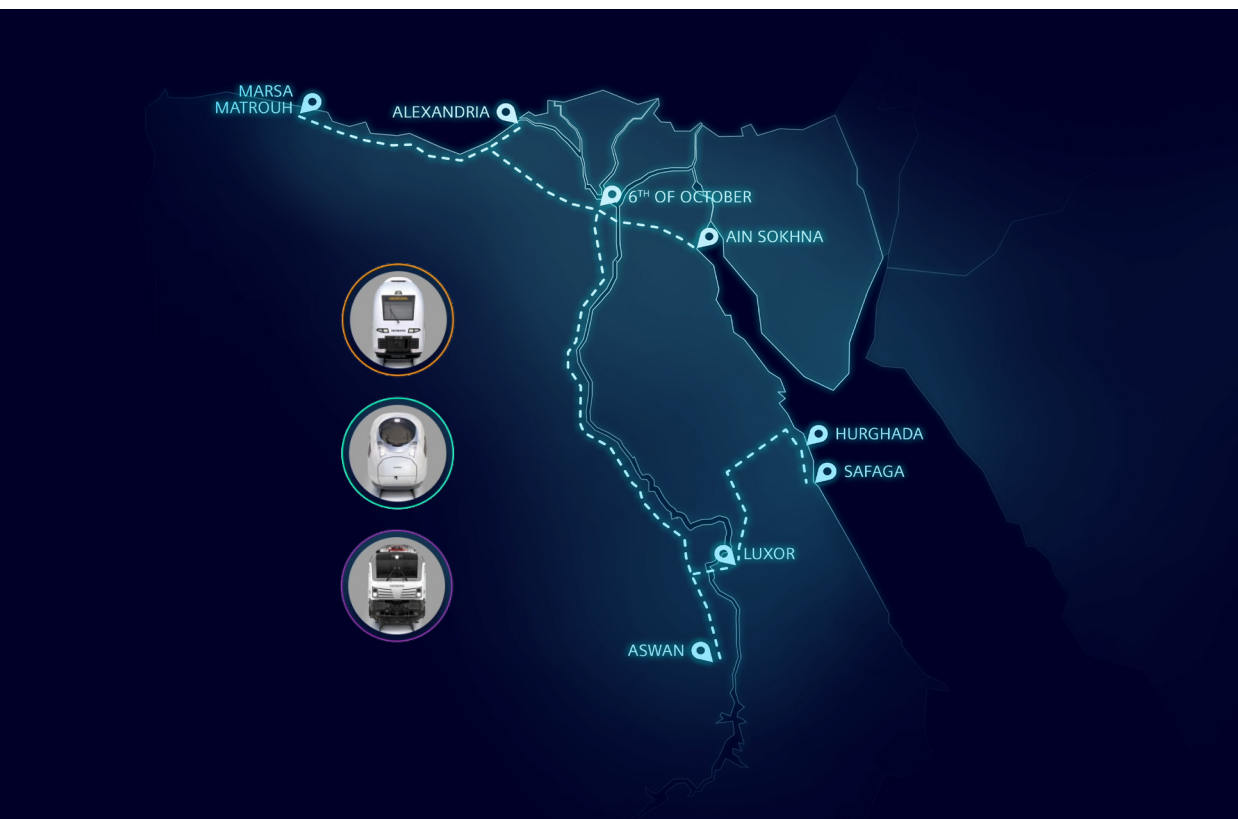 MARSA
MATROUH
ALEXANDRIA
6TH OF OCTOBER
AIN SOKHNA
HURGHADA
SAFAGA
LUXOR
ASWAN